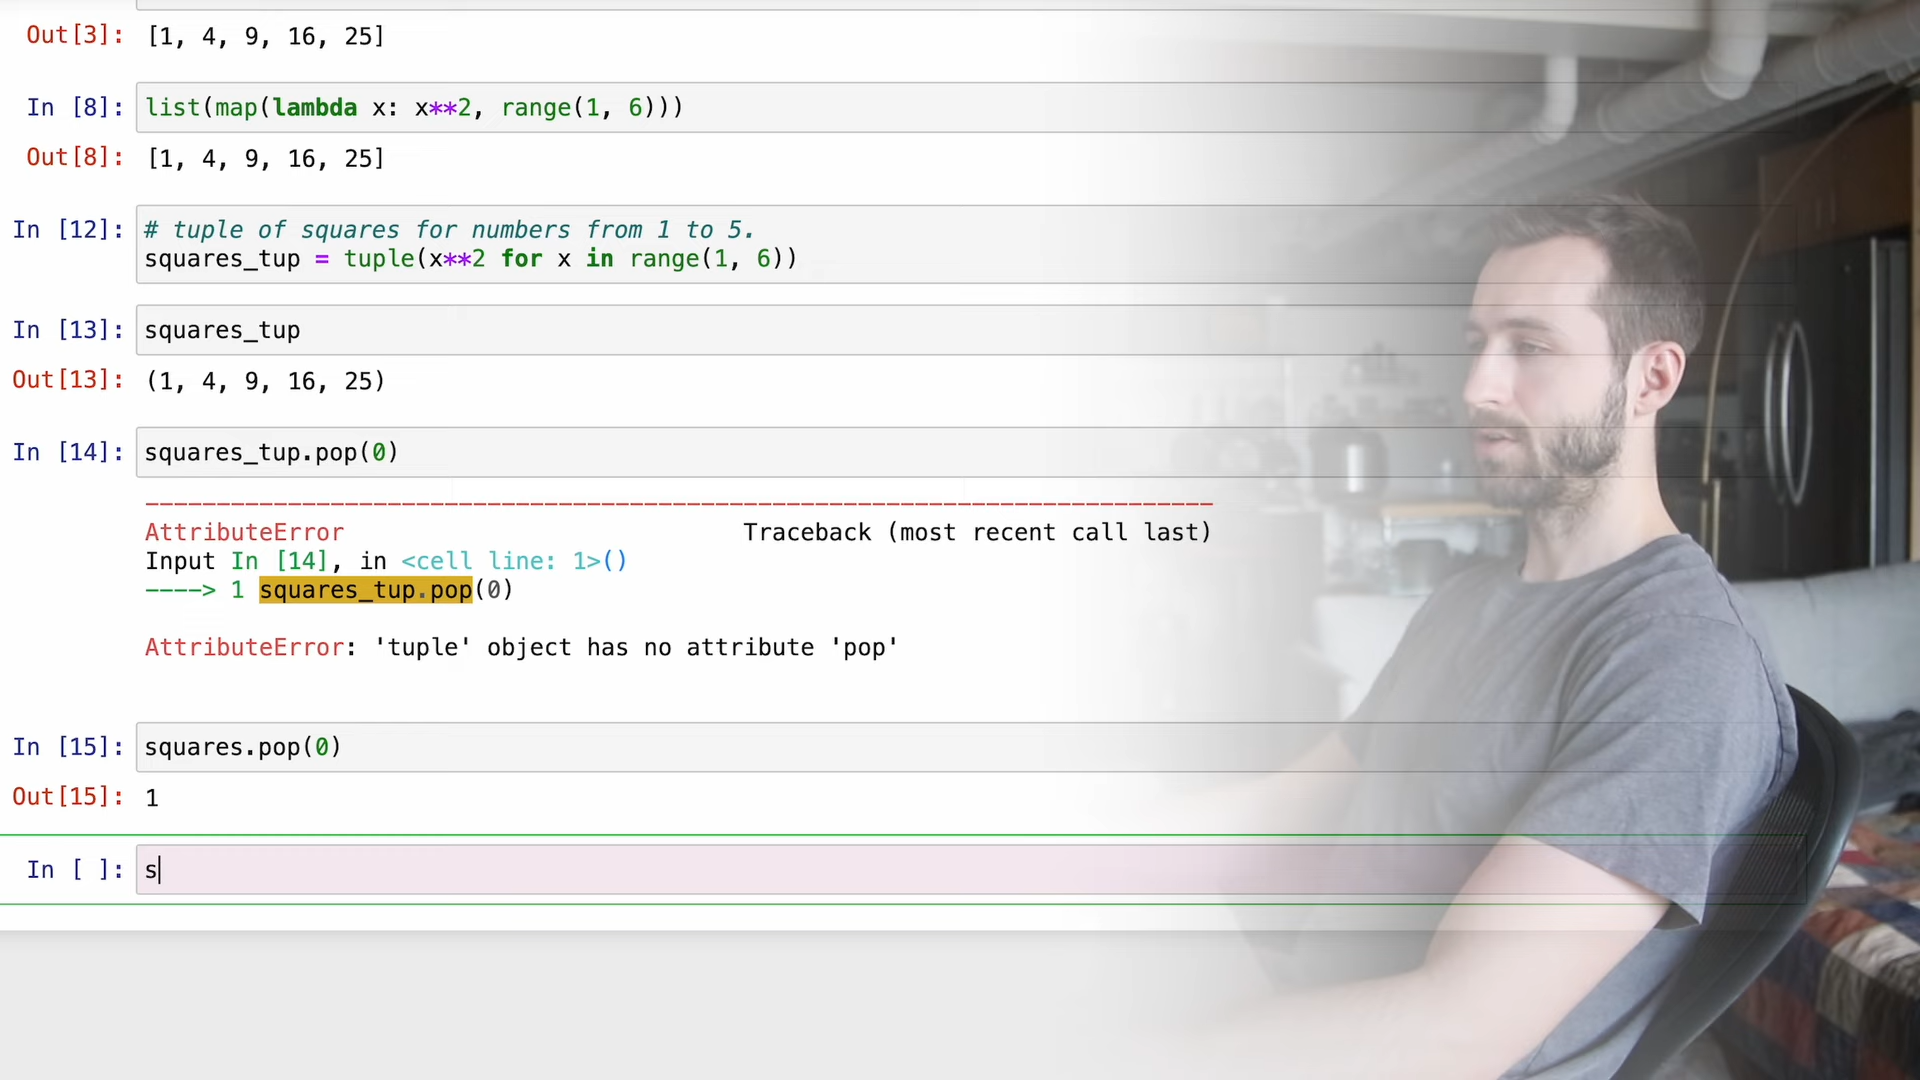 Out[3]: [1, 4, 9, 16, 25]
In [8]: list(map(lambda x: x**2, range(1, 6)))
Out[8]: [1, 4, 9, 16, 25]
In [12]: # tuple of squares for numbers from 1 to 5.
squares_tup = tuple(x**2 for x in range(1, 6))
In [13]: squares_tup
Out[13]: (1, 4, 9, 16, 25)
In [14]: squares_tup.pop(0)
---------------------------------------------------------------------------
AttributeError                            Traceback (most recent call last)
Input In [14], in <cell line: 1>()
----> 1 squares_tup.pop(0)
AttributeError: 'tuple' object has no attribute 'pop'
In [15]: squares.pop(0)
Out[15]: 1
In [ ]: s